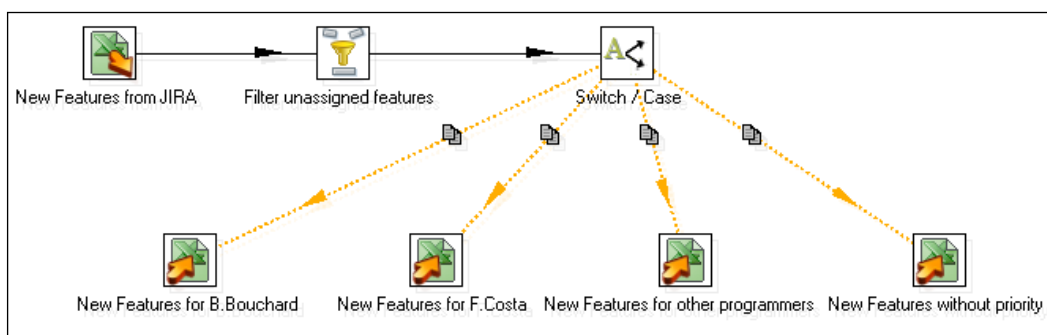 New Features from JIRA
Filter unassigned features
A
Switch / Case
New Features for B.Bouchard
New Features for F.Costa
New Features for other programmers
New Features without priority